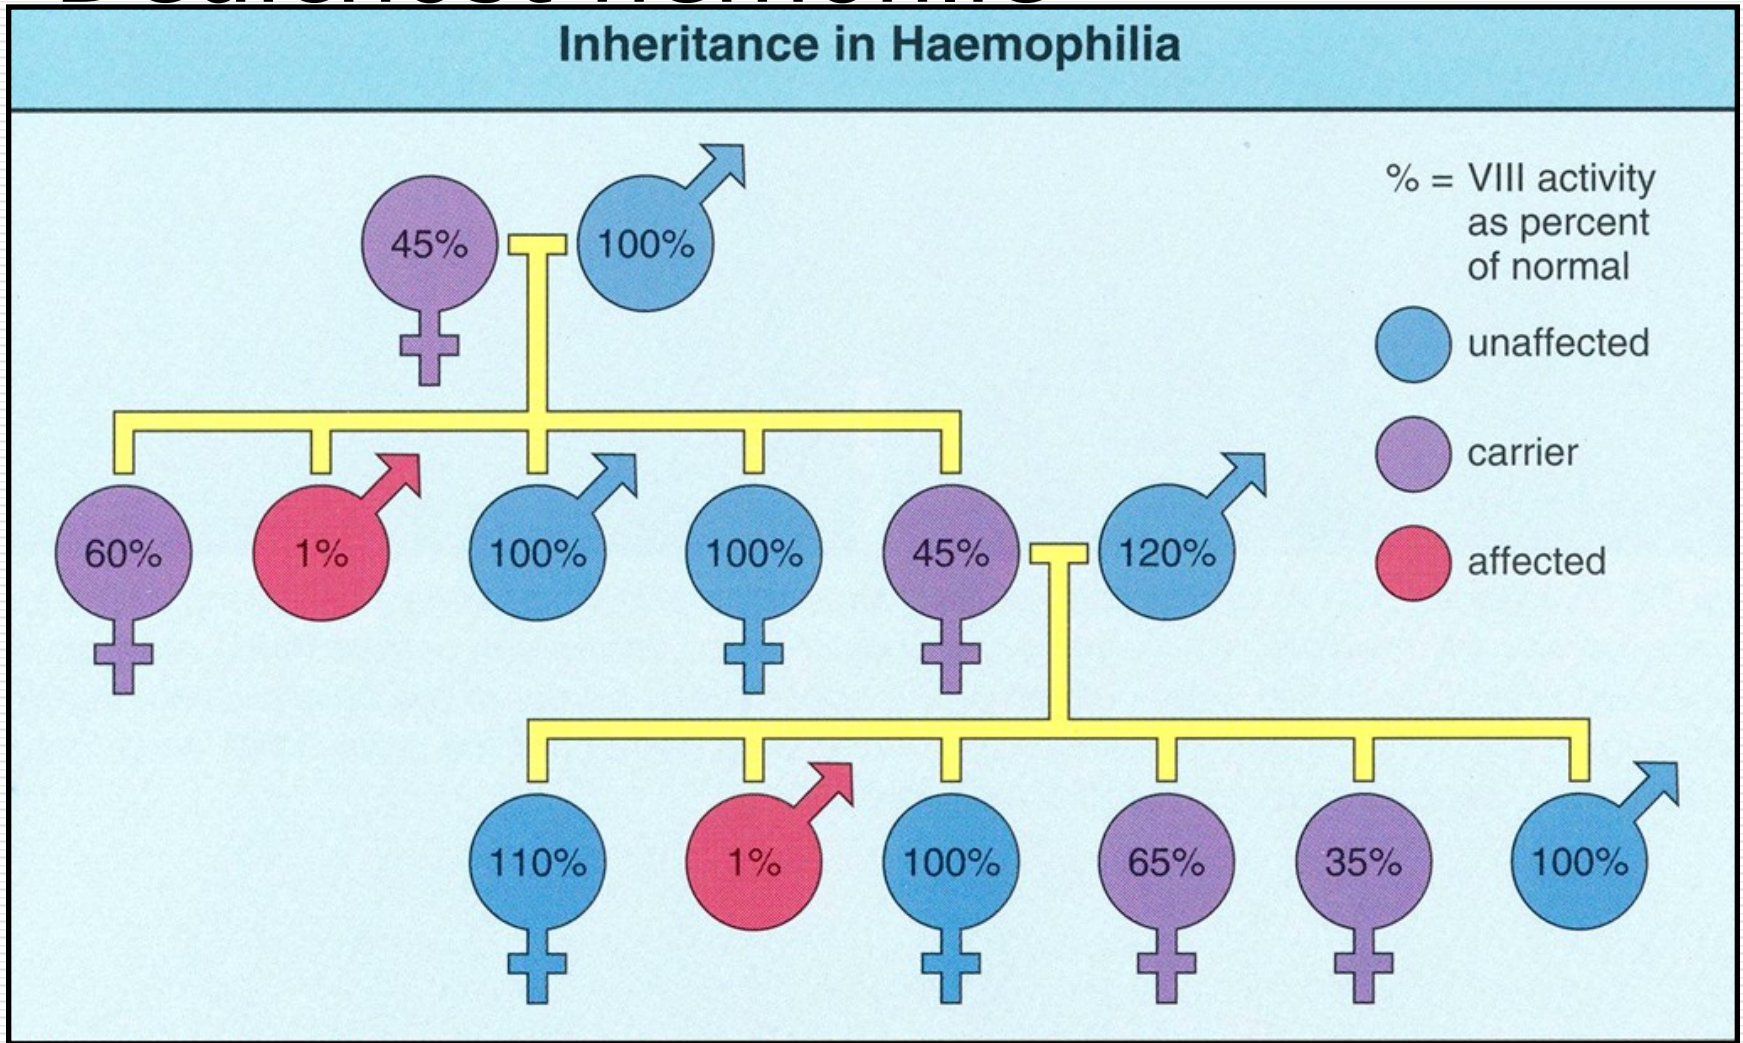 Inheritance in Haemophilia
% = VIII activity
as percent
of normal
45%
100%
unaffected
carrier
60%
1%
100%
100%
45%
120%
affected
110%
1%
100%
65%
35%
100%